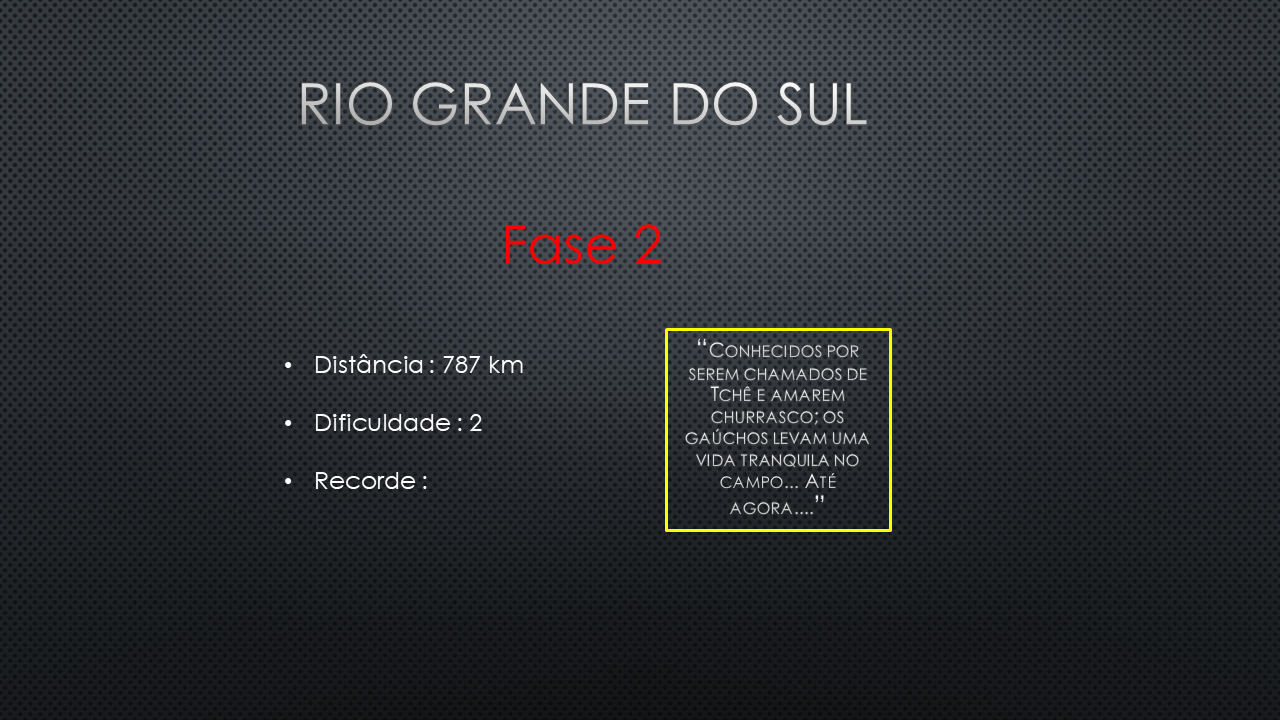 RIO GRANDE DO SUL
Fase 2
• Distância : 787 km
• Dificuldade : 2
• Recorde :
“Conhecidos por
serem chamados de
Tchê e amarem
churrasco; os
gaúchos levam uma
vida tranquila no
campo... Até
agora....”